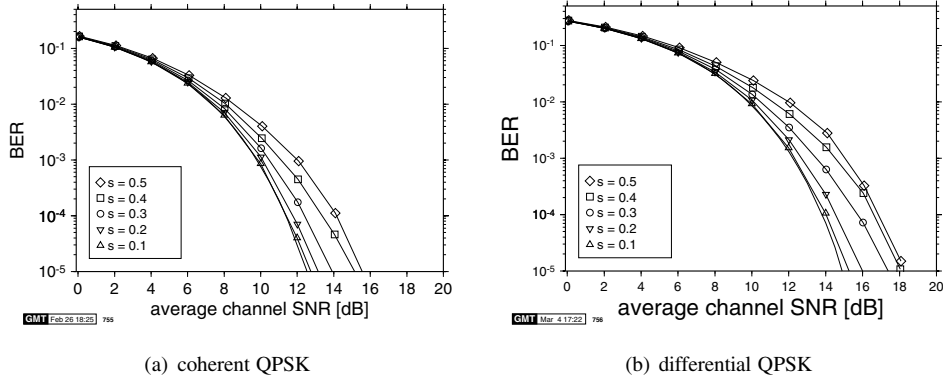 10-1
10-2
10-3
10-4
10-5
BER
0 2 4 6 8 10 12 14 16 18 20
average channel SNR [dB]
s = 0.5
s = 0.4
s = 0.3
s = 0.2
s = 0.1
GMT Feb 26 18:25 755
(a) coherent QPSK
10-1
10-2
10-3
10-4
10-5
BER
0 2 4 6 8 10 12 14 16 18 20
average channel SNR [dB]
s = 0.5
s = 0.4
s = 0.3
s = 0.2
s = 0.1
GMT Mar 4 17:22 756
(b) differential QPSK